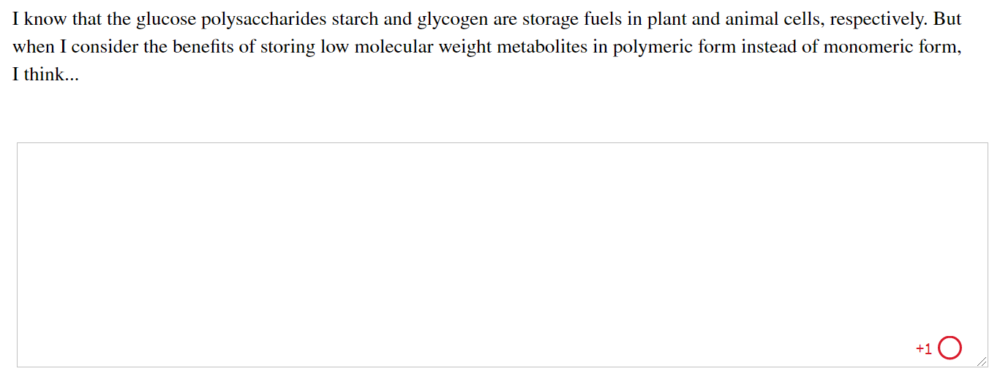 I know that the glucose polysaccharides starch and glycogen are storage fuels in plant and animal cells, respectively. But
when I consider the benefits of storing low molecular weight metabolites in polymeric form instead of monomeric form,
I think...
+1